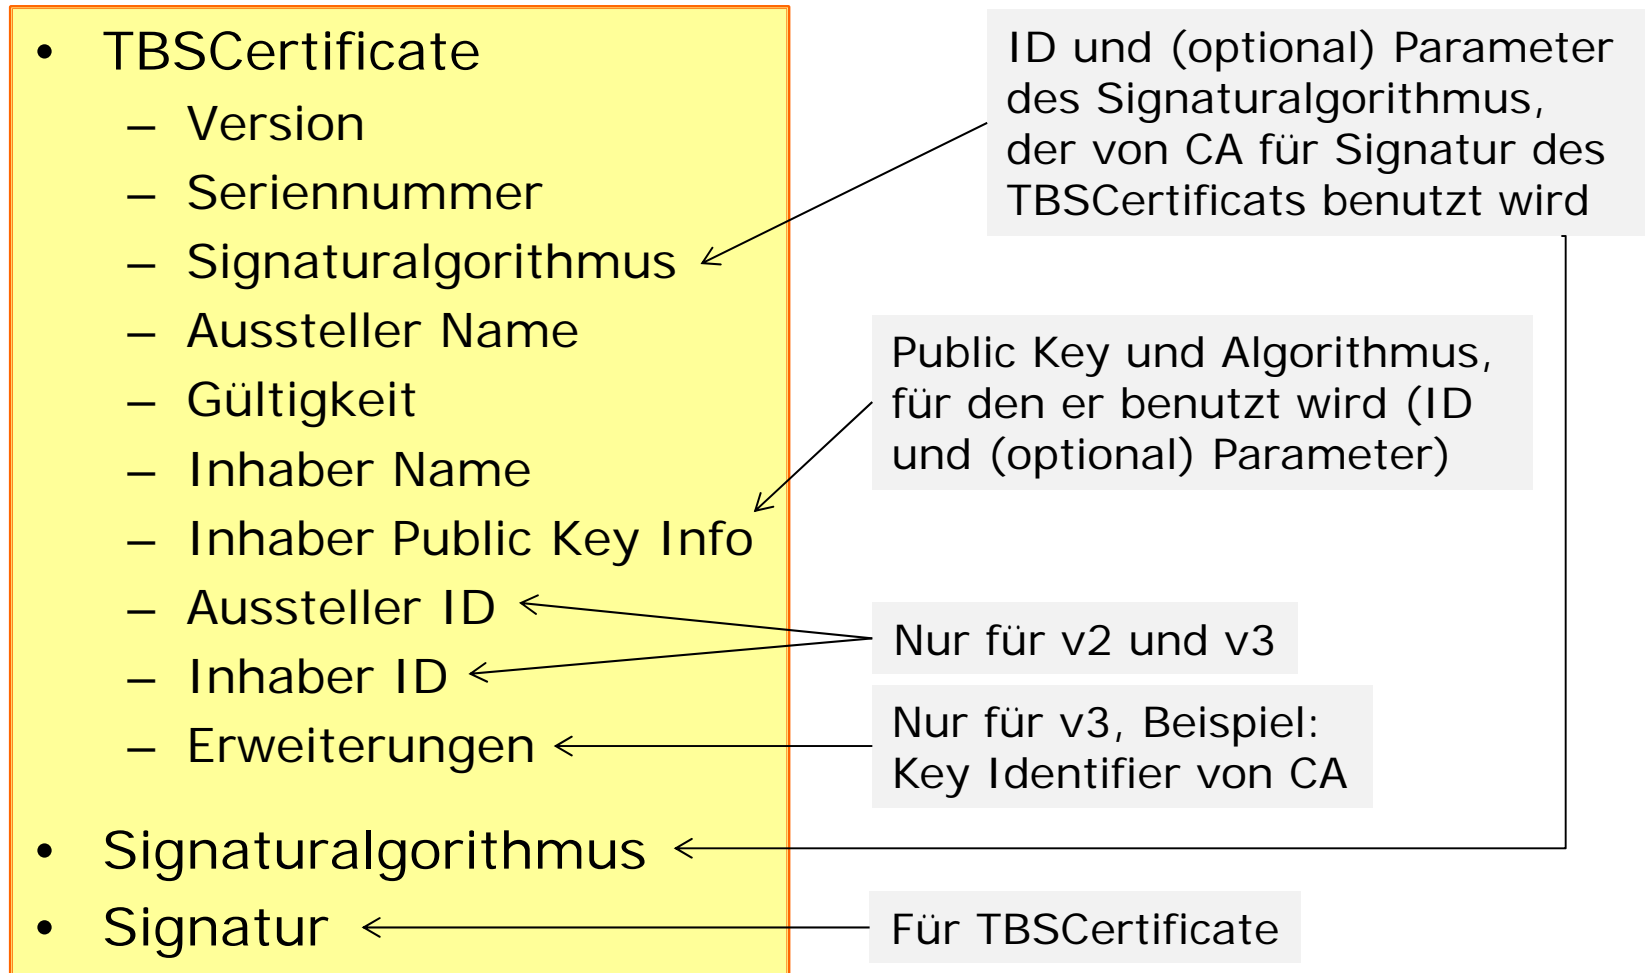 • TBSCertificate
– Version
– Seriennummer
– Signaturalgorithmus
– Aussteller Name
– Gültigkeit
– Inhaber Name
– Inhaber Public Key Info
– Aussteller ID
– Inhaber ID
– Erweiterungen
• Signaturalgorithmus
• Signatur
ID und (optional) Parameter
des Signaturalgorithmus,
der von CA für Signatur des
TBSCertificats benutzt wird
Public Key und Algorithmus,
für den er benutzt wird (ID
und (optional) Parameter)
Nur für v2 und v3
Nur für v3, Beispiel:
Key Identifier von CA
Für TBSCertificate